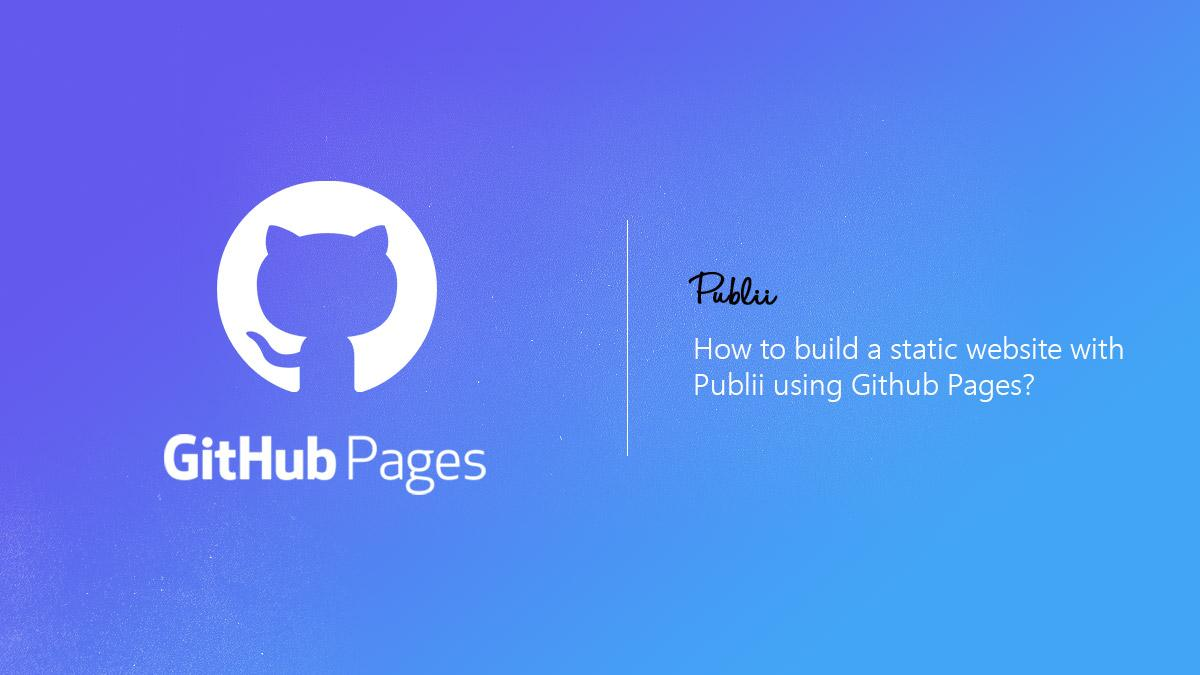 GitHub Pages
Publii
How to build a static website with
Publii using Github Pages?